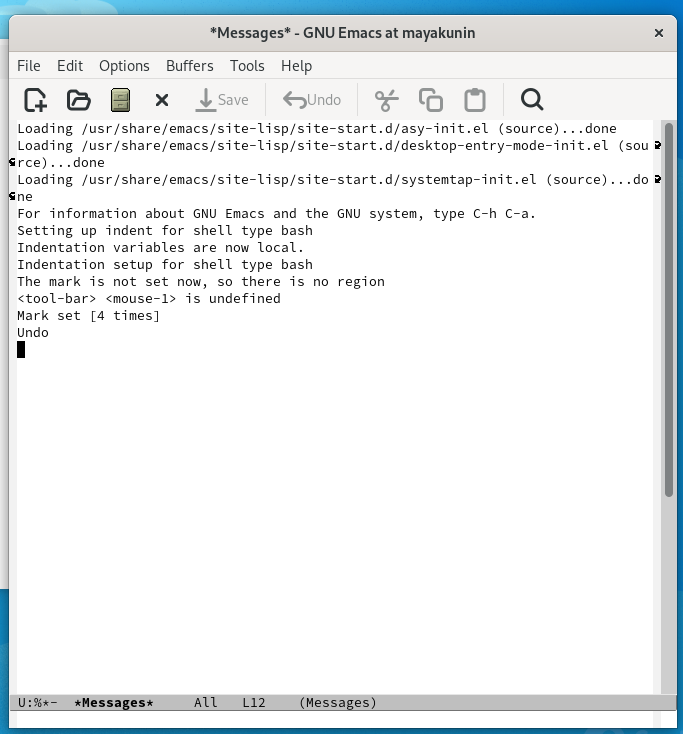 *Messages* - GNU Emacs at mayakunin
File Edit Options Buffers Tools Help
Save Undo
Loading /usr/share/emacs/site-lisp/site-start.d/asy-init.el (source)...done
Loading /usr/share/emacs/site-lisp/site-start.d/desktop-entry-mode-init.el (sou
rce)...done
Loading /usr/share/emacs/site-lisp/site-start.d/systemtap-init.el (source)...do
ne
For information about GNU Emacs and the GNU system, type C-h C-a.
Setting up indent for shell type bash
Indentation variables are now local.
Indentation setup for shell type bash
The mark is not set now, so there is no region
<tool-bar> <mouse-1> is undefined
Mark set [4 times]
Undo
U:%*- *Messages* All L12 (Messages)